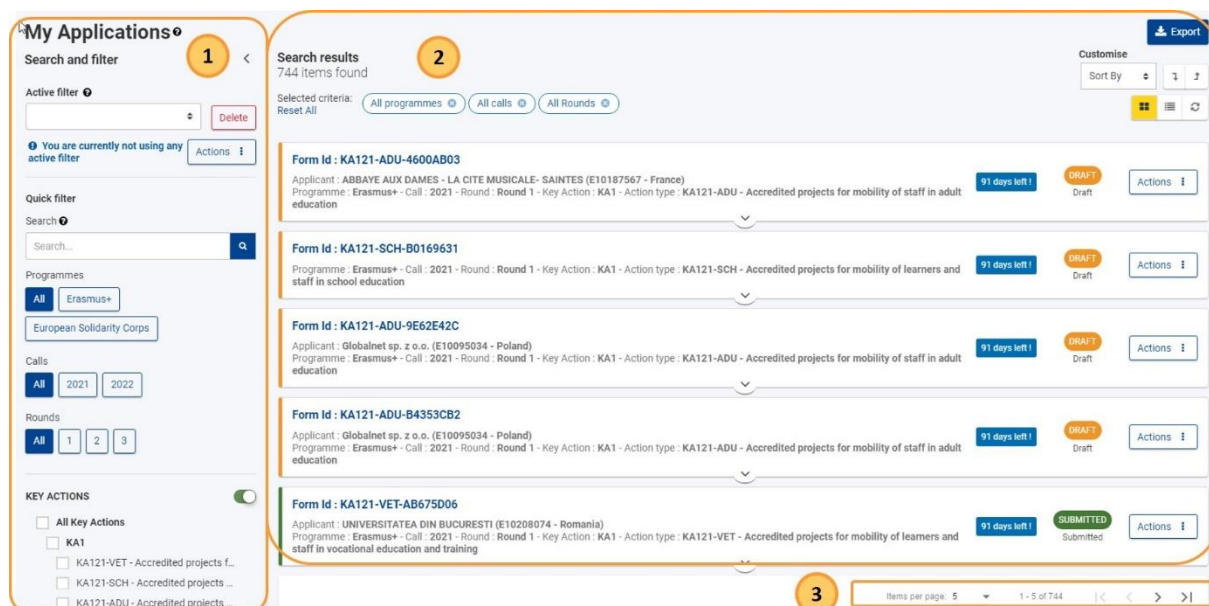 My Applications
1
Search and filter
Active filter
Delete
You are currently not using any
active filter
Actions
Quick filter
Search
Search...
Programmes
All
Erasmus+
European Solidarity Corps
Calls
All
2021
2022
Rounds
All
1
2
3
KEY ACTIONS
All Key Actions
KA1
KA121-VET - Accredited projects f...
KA121-SCH - Accredited projects ...
KA121-ADU - Accredited projects
Export
2
Search results
744 items found
Customise
Sort By
Selected criteria:
Reset All
All programmes
All calls
All Rounds
Form Id : KA121-ADU-4600AB03
Applicant : ABBAYE AUX DAMES - LA CITE MUSICALE- SAINTES (E10187567 - France)
Programme : Erasmus+ - Call : 2021 - Round : Round 1 - Key Action : KA1 - Action type : KA121-ADU - Accredited projects for mobility of staff in adult
education
91 days left !
DRAFT
Draft
Actions
Form Id : KA121-SCH-B0169631
Programme : Erasmus+ - Call : 2021 - Round : Round 1 - Key Action : KA1 - Action type : KA121-SCH - Accredited projects for mobility of learners and
staff in school education
91 days left !
DRAFT
Draft
Actions
Form Id : KA121-ADU-9E62E42C
Applicant : Globalnet sp. z o.o. (E10095034 - Poland)
Programme : Erasmus+ - Call : 2021 - Round : Round 1 - Key Action : KA1 - Action type : KA121-ADU - Accredited projects for mobility of staff in adult
education
91 days left !
DRAFT
Draft
Actions
Form Id : KA121-ADU-B4353CB2
Applicant : Globalnet sp. z o.o. (E10095034 - Poland)
Programme : Erasmus+ - Call : 2021 - Round : Round 1 - Key Action : KA1 - Action type : KA121-ADU - Accredited projects for mobility of staff in adult
education
91 days left !
DRAFT
Draft
Actions
Form Id : KA121-VET-AB675D06
Applicant : UNIVERSITATEA DIN BUCURESTI (E10208074 - Romania)
Programme : Erasmus+ - Call : 2021 - Round : Round 1 - Key Action : KA1 - Action type : KA121-VET - Accredited projects for mobility of learners and
staff in vocational education and training
91 days left !
SUBMITTED
Submitted
Actions
3
Items per page: 5
1 - 5 of 744